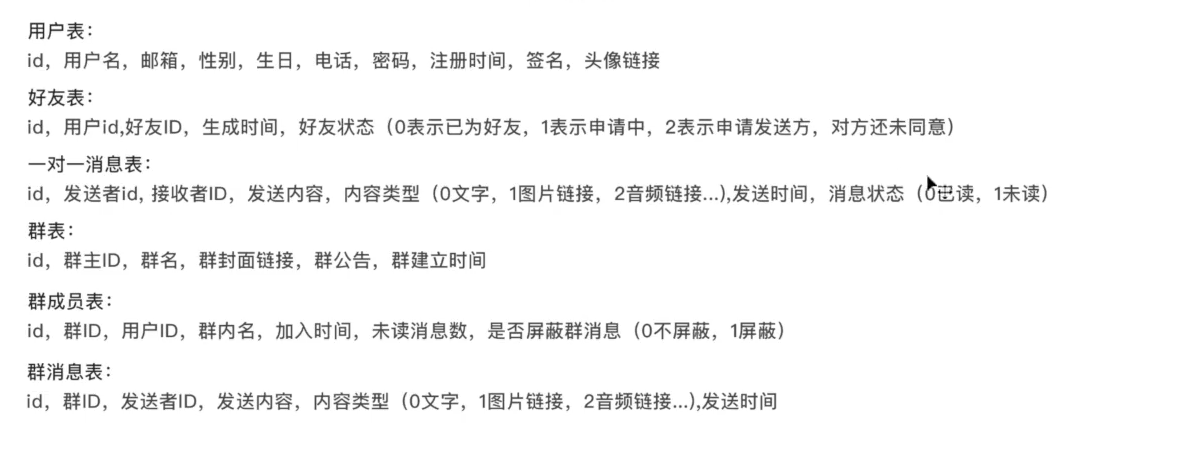 用户表：
id，用户名，邮箱，性别，生日，电话，密码，注册时间，签名，头像链接
好友表：
id，用户id,好友ID，生成时间，好友状态（0表示已为好友，1表示申请中，2表示申请发送方，对方还未同意）
一对一消息表：
id，发送者id, 接收者ID，发送内容，内容类型（0文字，1图片链接，2音频链接...),发送时间，消息状态（0已读，1未读）
群表：
id，群主ID，群名，群封面链接，群公告，群建立时间
群成员表：
id，群ID，用户ID，群内名，加入时间，未读消息数，是否屏蔽群消息（0不屏蔽，1屏蔽）
群消息表：
id，群ID，发送者ID，发送内容，内容类型（0文字，1图片链接，2音频链接...),发送时间